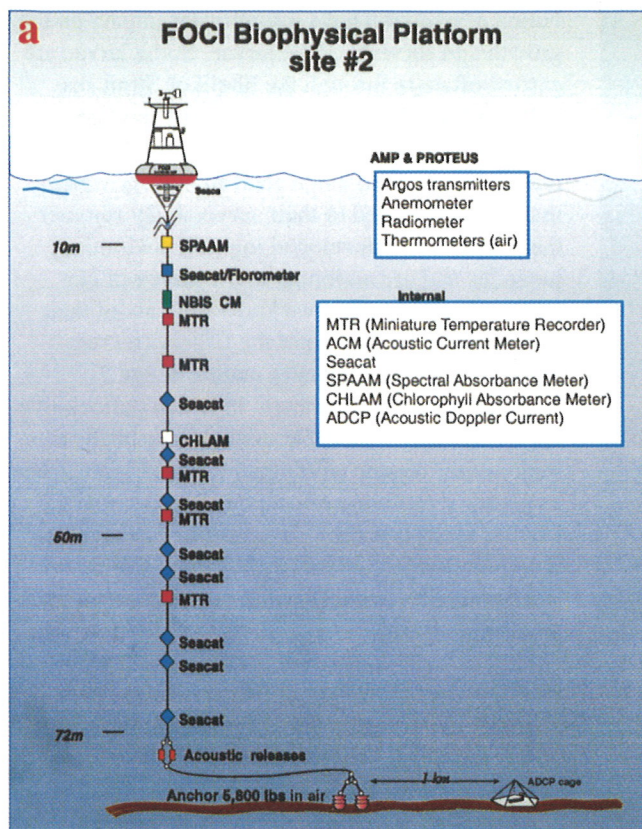 a
FOCI Biophysical Platform
site #2
Seaca
AMP & PROTEUS
Argos transmitters
Anemometer
Radiometer
Thermometers (air)
10m
SPAAM
Seacat/Florometer
NBIS CM
MTR
MTR
Seacat
CHLAM
Seacat
MTR
Seacat
MTR
50m
Seacat
Seacat
MTR
Seacat
Seacat
Seacat
72m
Acoustic releases
Anchor 5,800 lbs in air
1 km
ADCP cage
Internal
MTR (Miniature Temperature Recorder)
ACM (Acoustic Current Meter)
Seacat
SPAAM (Spectral Absorbance Meter)
CHLAM (Chlorophyll Absorbance Meter)
ADCP (Acoustic Doppler Current)